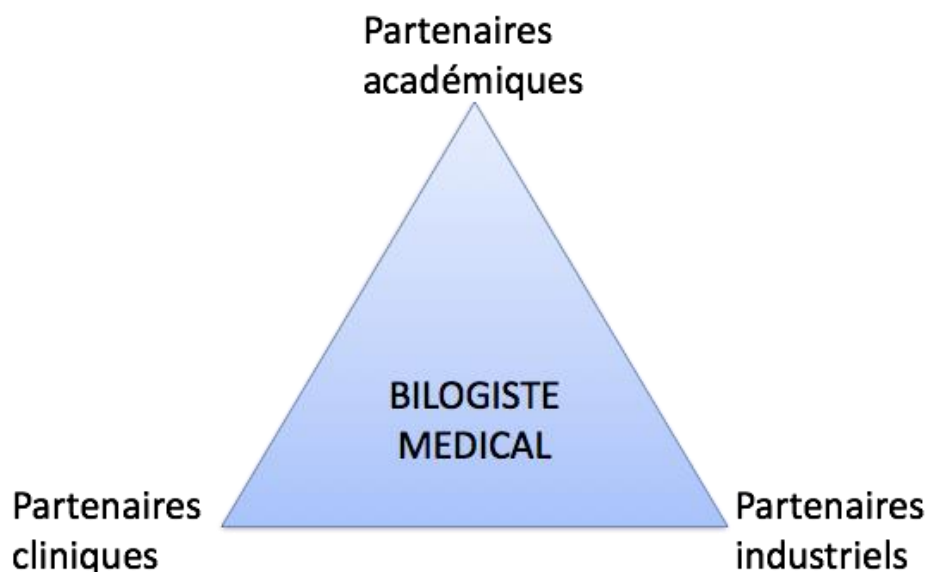 Partenaires
académiques
BILOGISTE
MEDICAL
Partenaires
cliniques
Partenaires
industriels